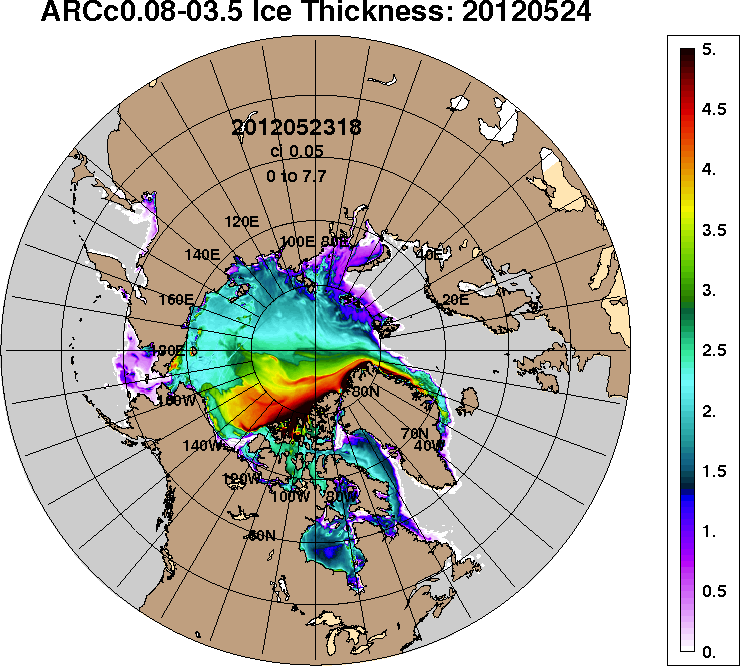 ARCc0.08-03.5 Ice Thickness: 20120524
2012052318
ci 0.05
0 to 7.7
120E
100E
80E
140E
40E
160E
20E
180E
160W
80N
70N
140W
40W
120W
100W
80W
60N
5.
4.5
4.
3.5
3.
2.5
2.
1.5
1.
0.5
0.